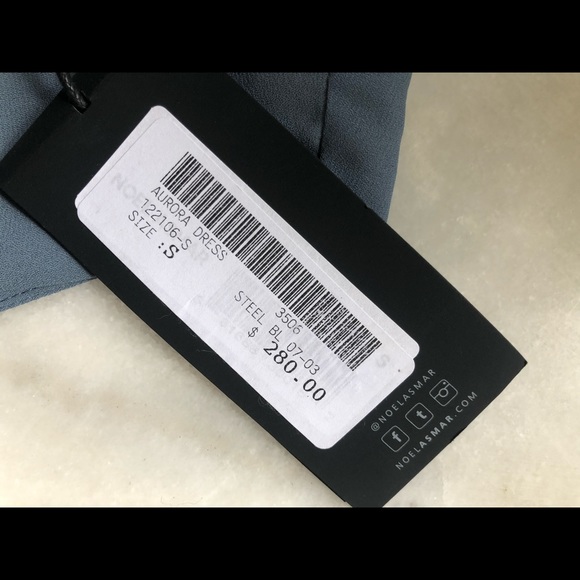 AURORA DRESS
122106-S
SIZE :S
3506
STEEL BL 07-03
$ 280.00
@NOELASMAR
f t
NOELASMAR.COM